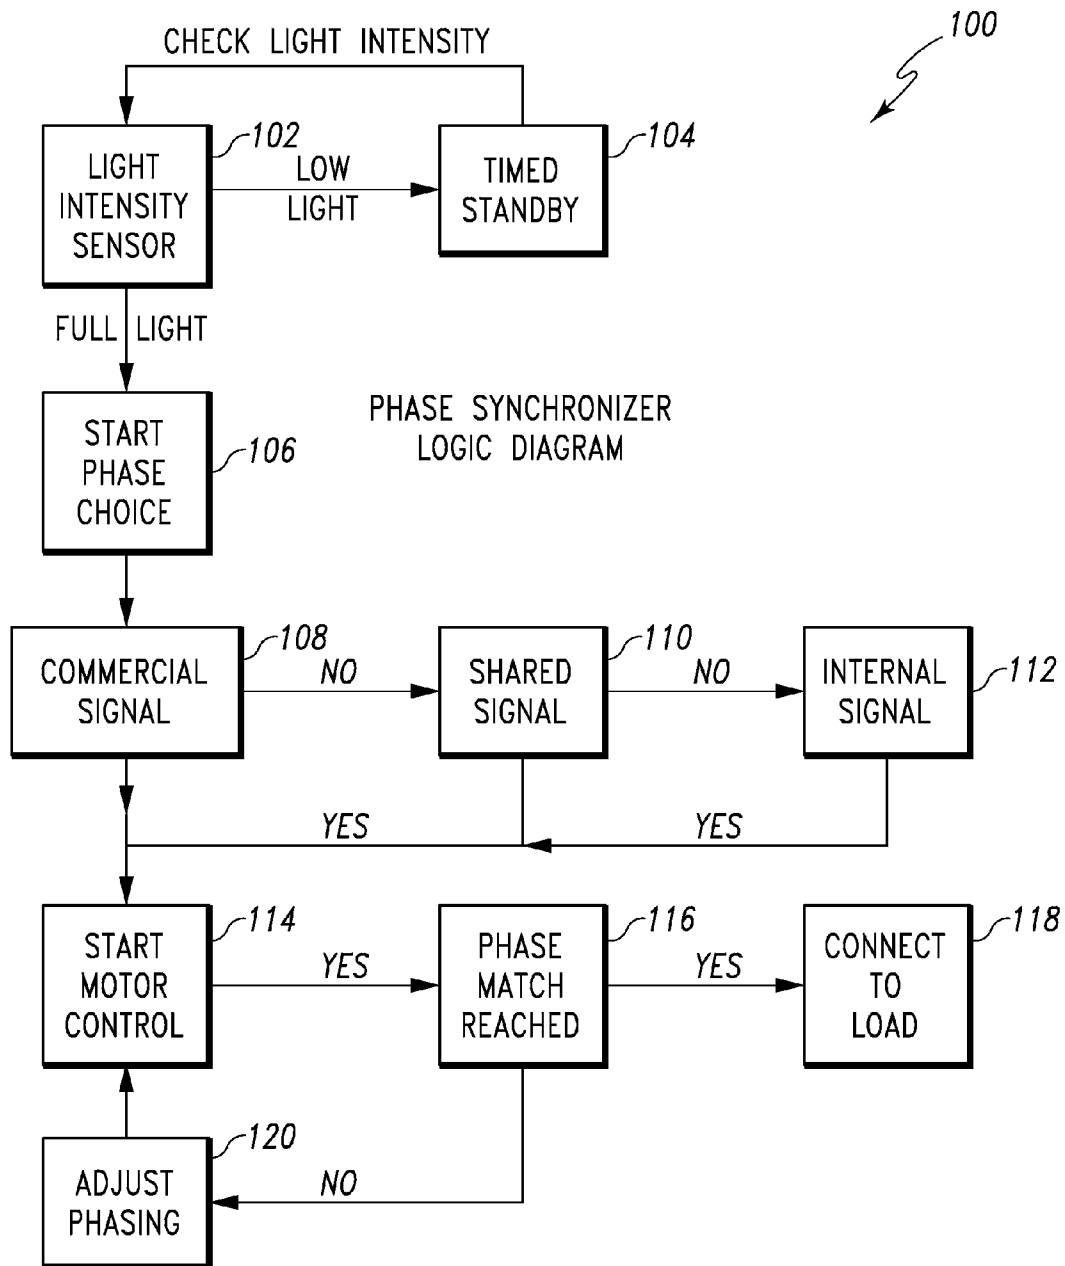 CHECK LIGHT INTENSITY
100
102
104
LIGHT
INTENSITY
SENSOR
LOW
LIGHT
TIMED
STANDBY
FULL LIGHT
START
PHASE
CHOICE
106
PHASE SYNCHRONIZER
LOGIC DIAGRAM
108
110
112
COMMERCIAL
SIGNAL
NO
SHARED
SIGNAL
NO
INTERNAL
SIGNAL
YES
YES
114
116
118
START
MOTOR
CONTROL
YES
PHASE
MATCH
REACHED
YES
CONNECT
TO
LOAD
120
ADJUST
PHASING
NO